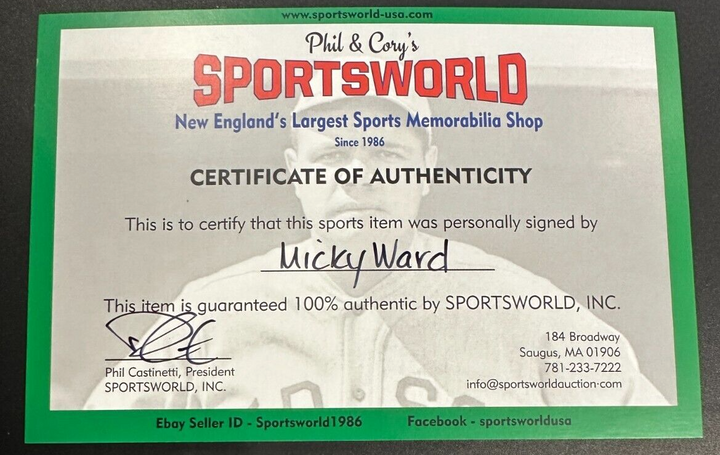 www.sportsworld-usa.com
Phil & Cory's
SPORTSWORLD
New England's Largest Sports Memorabilia Shop
Since 1986
CERTIFICATE OF AUTHENTICITY
This is to certify that this sports item was personally signed by
Micky Ward
This item is guaranteed 100% authentic by SPORTSWORLD, INC.
Phil Castinetti, President
SPORTSWORLD, INC.
184 Broadway
Saugus, MA 01906
781-233-7222
info@sportsworldauction.com
Ebay Seller ID - Sportsworld1986 Facebook - sportsworldusa